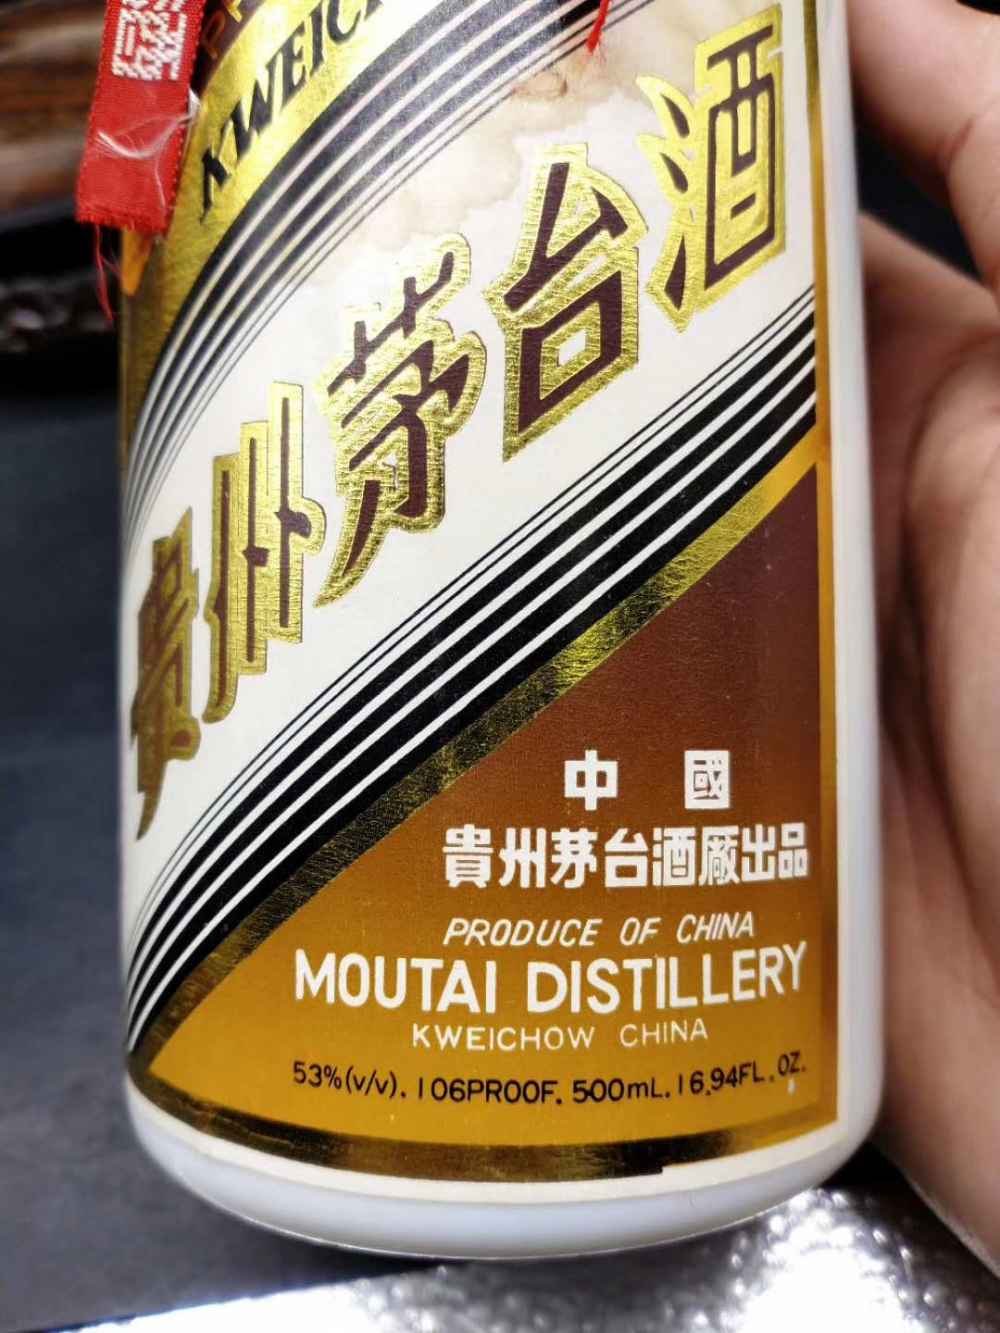 KWEIC
貴州茅台酒
中國
貴州茅台酒廠出品
PRODUCE OF CHINA
MOUTAI DISTILLERY
KWEICHOW CHINA
53%(v/v). 106PROOF. 500mL. 16.94FL. OZ.